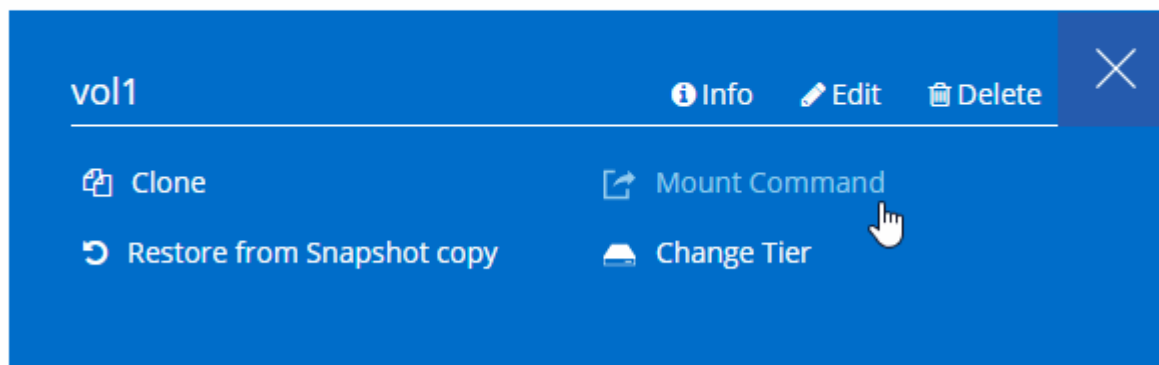 vol1 Info Edit Delete
Clone Mount Command
Restore from Snapshot copy Change Tier